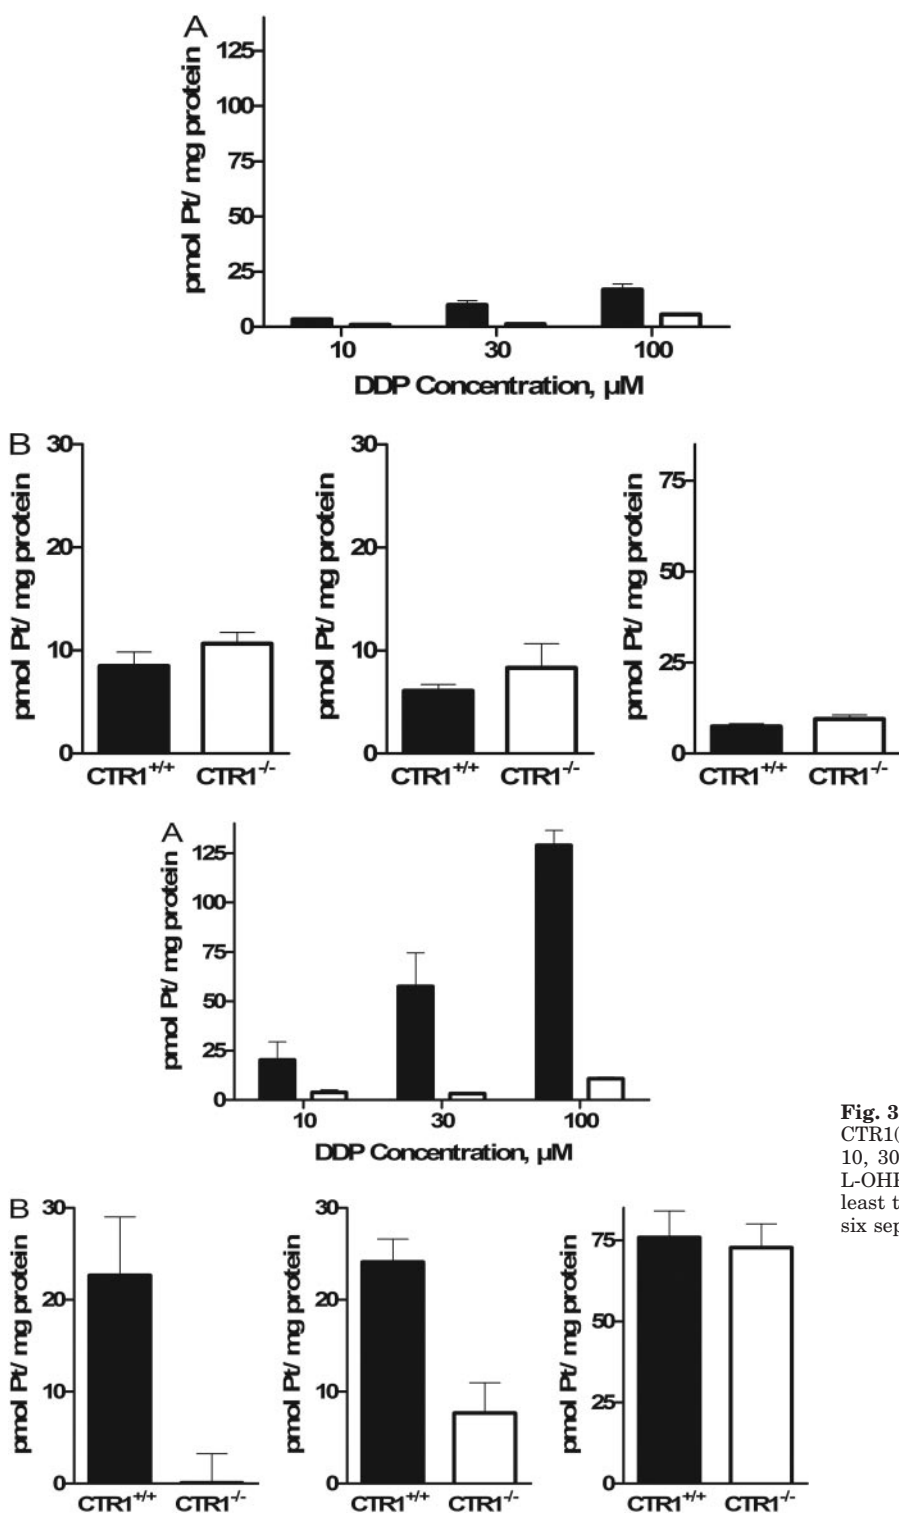 A
pmol Pt/ mg protein
125
100
75
50
25
0
10 30 100
DDP Concentration, µM
B
pmol Pt/ mg protein
30
20
10
0
CTR1+/+ CTR1-/-
pmol Pt/ mg protein
30
20
10
0
CTR1+/+ CTR1-/-
pmol Pt/ mg protein
75
50
25
0
CTR1+/+ CTR1-/-
A
pmol Pt/ mg protein
125
100
75
50
25
0
10 30 100
DDP Concentration, µM
Fig. 3
CTR1(
10, 30
L-OHP
least t
six sep
B
pmol Pt/ mg protein
30
20
10
0
CTR1+/+ CTR1-/-
pmol Pt/ mg protein
30
20
10
0
CTR1+/+ CTR1-/-
pmol Pt/ mg protein
75
50
25
0
CTR1+/+ CTR1-/-